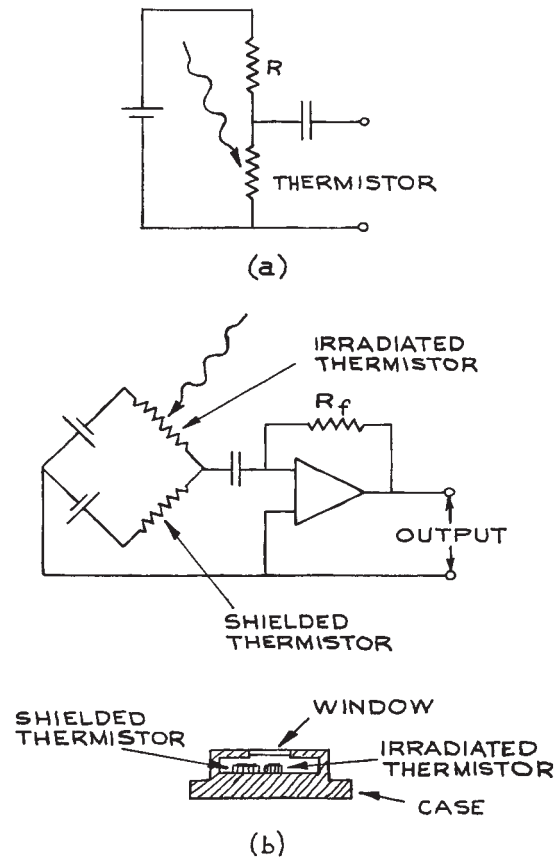 R
THERMISTOR
(a)
IRRADIATED
THERMISTOR
Rf
OUTPUT
SHIELDED
THERMISTOR
WINDOW
SHIELDED
THERMISTOR
IRRADIATED
THERMISTOR
CASE
(b)